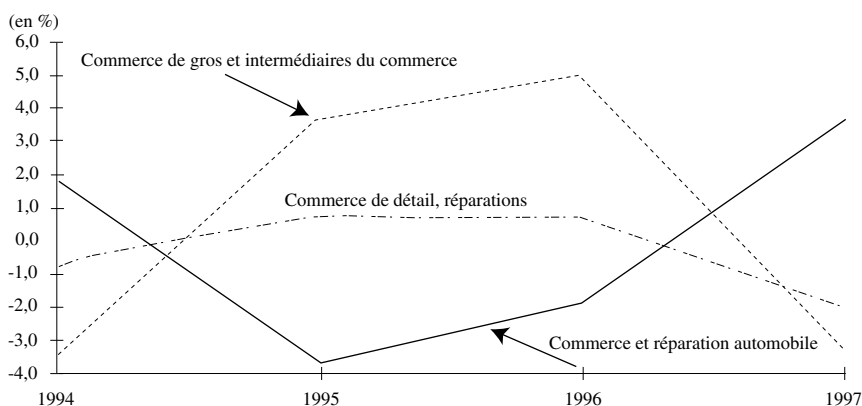 (en %)
6,0
Commerce de gros et intermédiaires du commerce
5,0
4,0
3,0
2,0
Commerce de détail, réparations
1,0
0,0
-1,0
-2,0
-3,0
Commerce et réparation automobile
-4,0
1994 1995 1996 1997